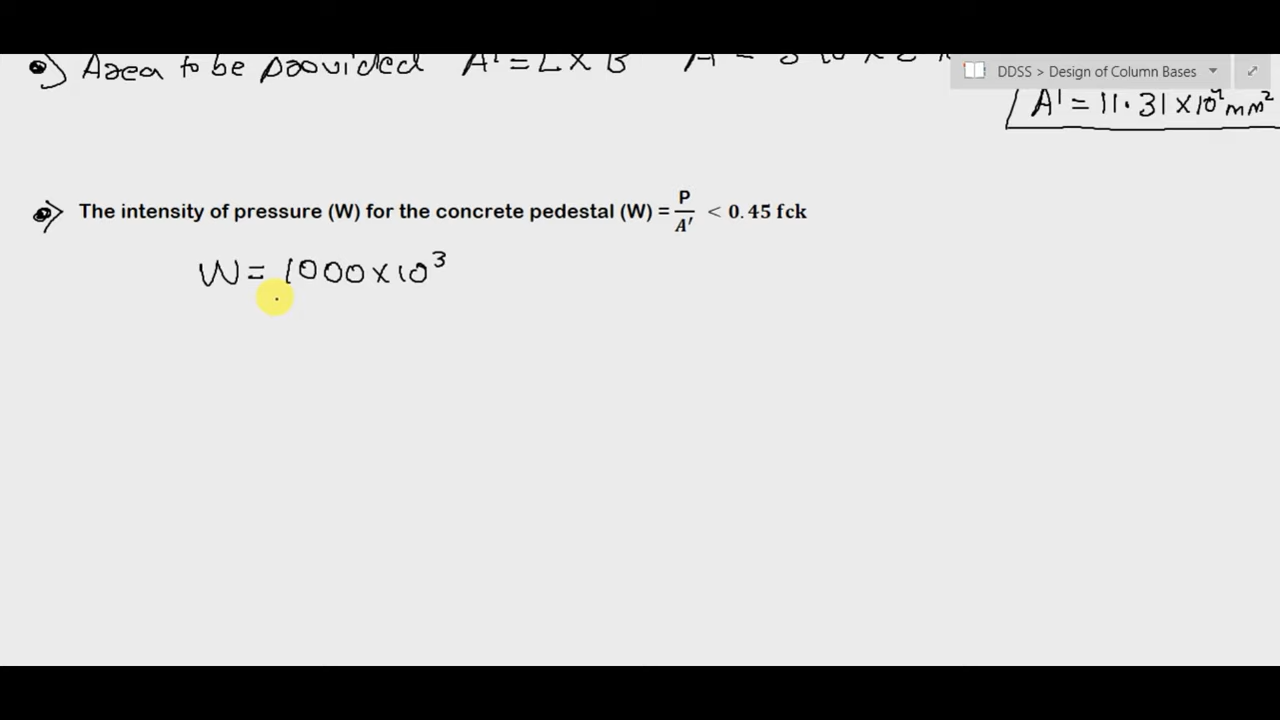 Area to be provided A' = L X B
DDSS > Design of Column Bases
A' = 11.31 X 10⁴ mm²
The intensity of pressure (W) for the concrete pedestal (W) = P/A' < 0.45 fck
W = 1000 x 10³